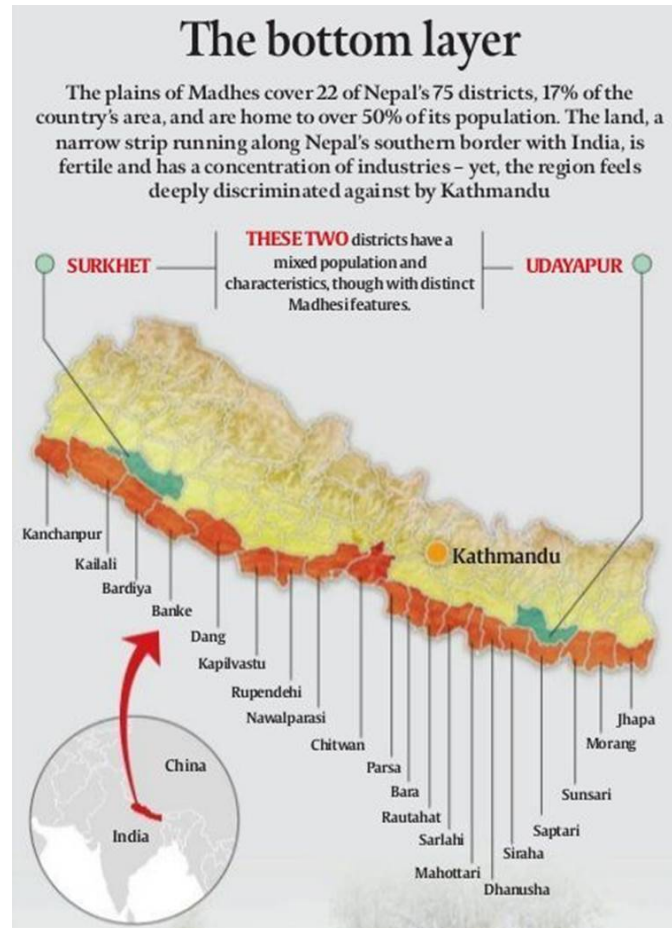 The bottom layer
The plains of Madhes cover 22 of Nepal's 75 districts, 17% of the
country's area, and are home to over 50% of its population. The land, a
narrow strip running along Nepal's southern border with India, is
fertile and has a concentration of industries – yet, the region feels
deeply discriminated against by Kathmandu
SURKHET
THESE TWO districts have a
mixed population and
characteristics, though with distinct
Madhesi features.
UDAYAPUR
Kathmandu
Kanchanpur
Kailali
Bardiya
Banke
Dang
Kapilvastu
Rupendehi
Nawalparasi
Chitwan
Parsa
Bara
Rautahat
Sarlahi
Mahottari
Dhanusha
Siraha
Saptari
Sunsari
Morang
Jhapa
China
India